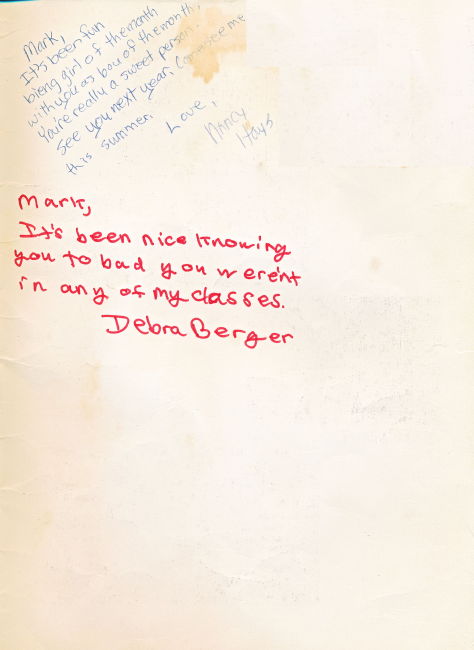 Mark,
It's been fun
bieng girl of the month
with you as boy of the month,
You're really a sweet person.
See you next year. Come see me
this summer.
Love,
Nancy
Hays
Mark,
It's been nice knowing
you to bad you weren't
in any of my classes.
Debra Berger